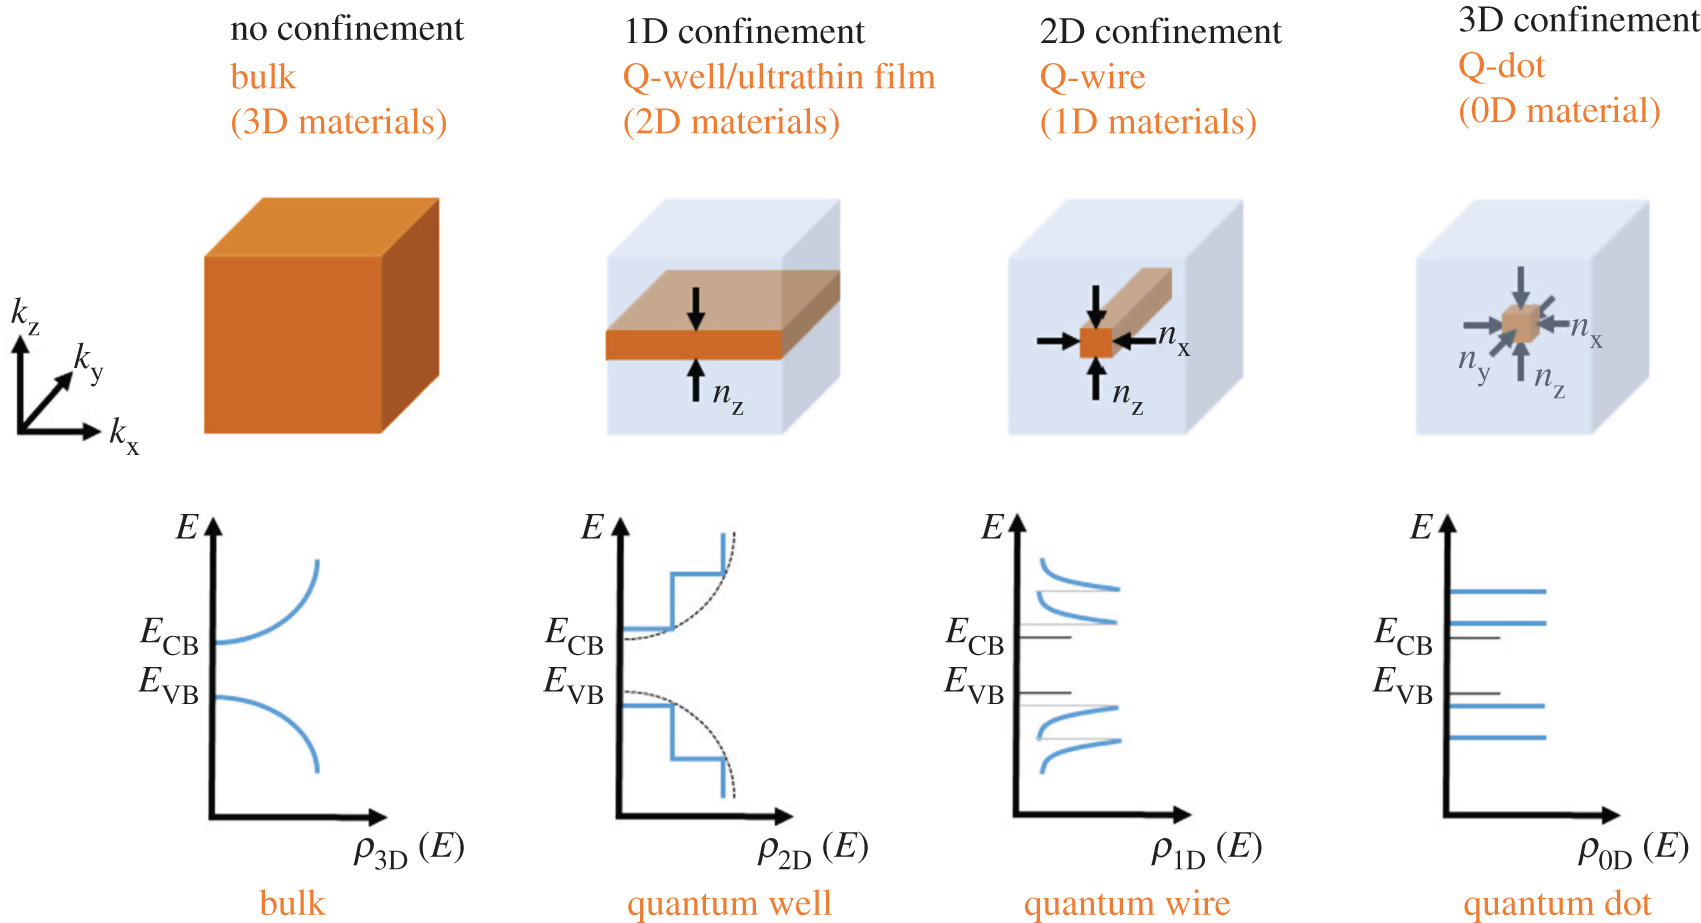 no confinement
bulk
(3D materials)
1D confinement
Q-well/ultrathin film
(2D materials)
2D confinement
Q-wire
(1D materials)
3D confinement
Q-dot
(0D material)
kz
ky
kx
nz
nx
nz
nx
ny
nz
E
ECB
EVB
ρ3D (E)
bulk
E
ECB
EVB
ρ2D (E)
quantum well
E
ECB
EVB
ρ1D (E)
quantum wire
E
ECB
EVB
ρ0D (E)
quantum dot